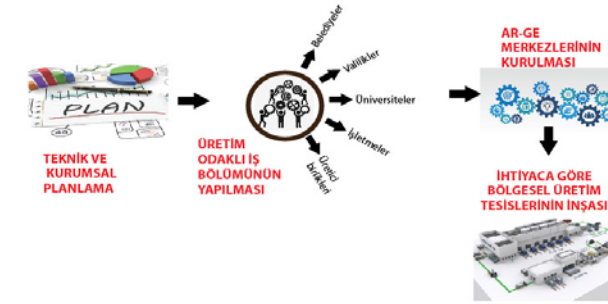 PLAN
TEKNİK VE
KURUMSAL
PLANLAMA
ÜRETİM
ODAKLI İŞ
BÖLÜMÜNÜN
YAPILMASI
Belediyeler
Valilikler
Üniversiteler
İşletmeler
Üretici
birlikleri
AR-GE
MERKEZLERİNİN
KURULMASI
İHTİYACA GÖRE
BÖLGESEL ÜRETİM
TESİSLERİNİN İNŞASI